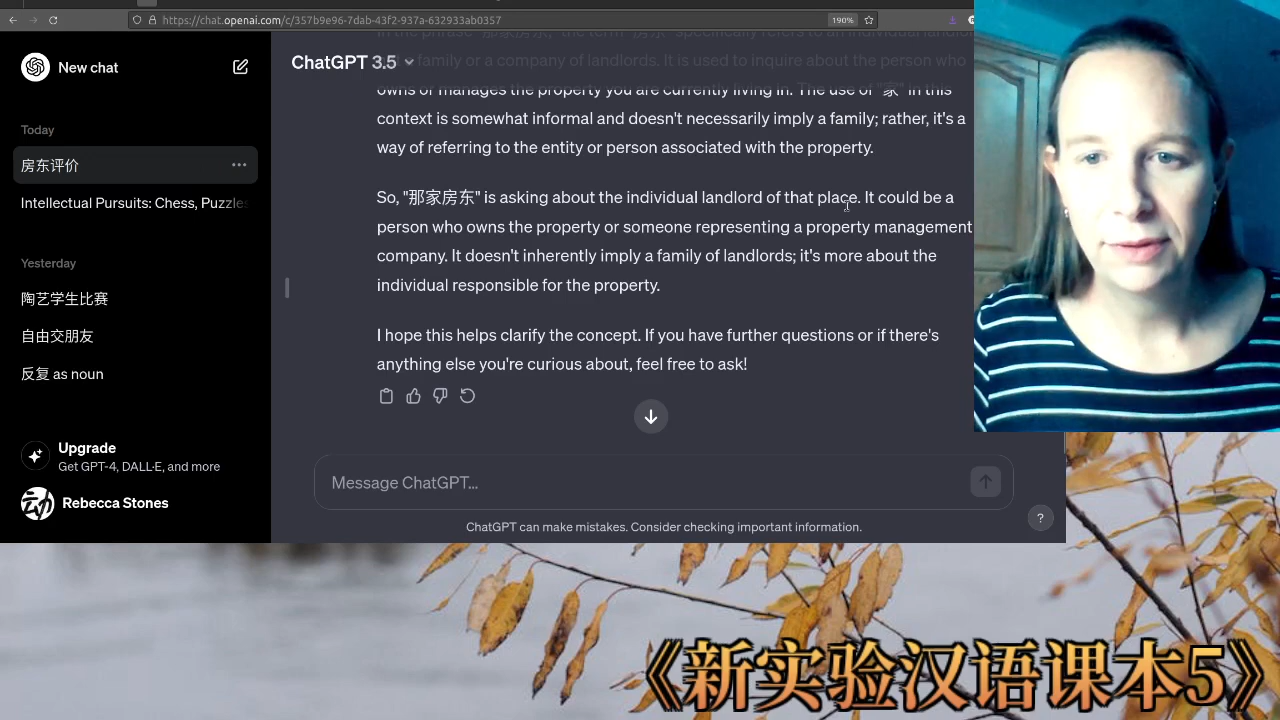 https://chat.openai.com/c/357b9e96-7dab-43f2-937a-632933ab0357
190%
New chat
Today
房东评价
Intellectual Pursuits: Chess, Puzzle
Yesterday
陶艺学生比赛
自由交朋友
反复 as noun
Upgrade
Get GPT-4, DALL·E, and more
Rebecca Stones
ChatGPT 3.5
family or a company of landlords. It is used to inquire about the person who
owns or manages the property you are currently living in. The use of "家" in this
context is somewhat informal and doesn't necessarily imply a family; rather, it's a
way of referring to the entity or person associated with the property.
So, "那家房东" is asking about the individual landlord of that place. It could be a
person who owns the property or someone representing a property management
company. It doesn't inherently imply a family of landlords; it's more about the
individual responsible for the property.
I hope this helps clarify the concept. If you have further questions or if there's
anything else you're curious about, feel free to ask!
Message ChatGPT...
ChatGPT can make mistakes. Consider checking important information.
?
《新实验汉语课本5》